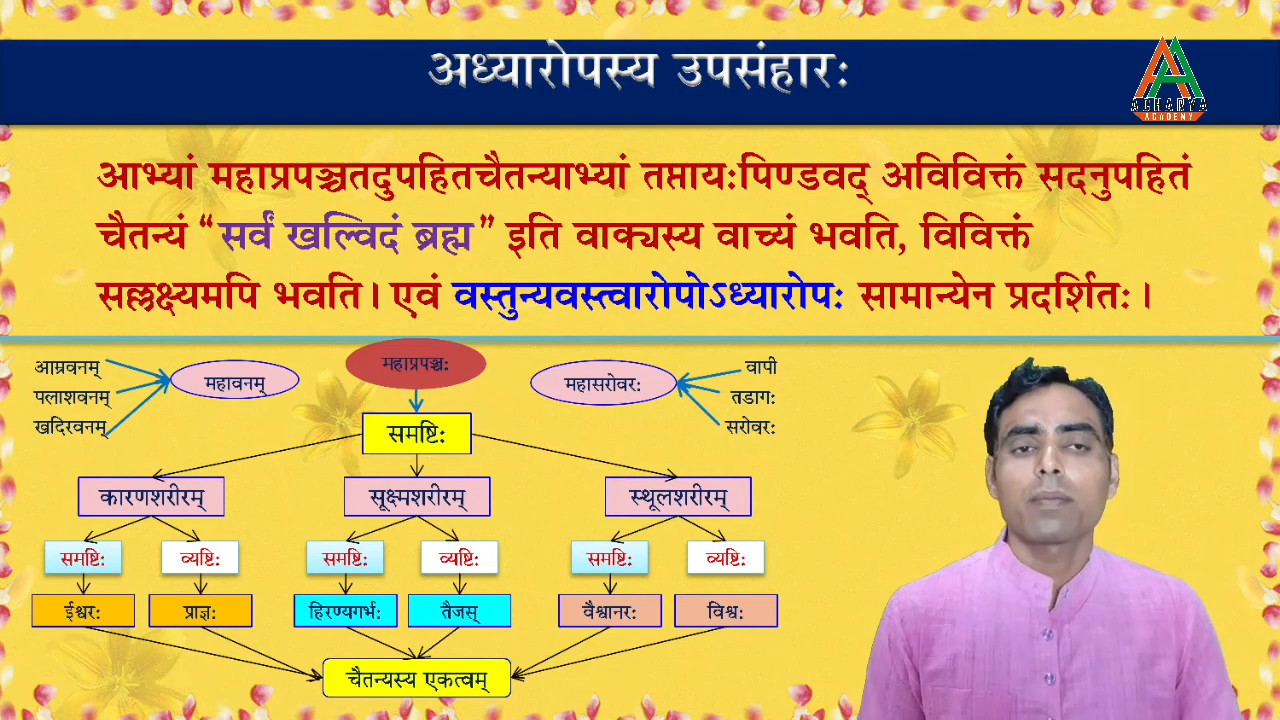 अध्यारोपस्य उपसंहारः
ACHARYA
ACADEMY
आभ्यां महाप्रपञ्चतदुपहितचैतन्याभ्यां तप्तायःपिण्डवद् अविविक्तं सदनुपहितं
चैतन्यं “सर्वं खल्विदं ब्रह्म” इति वाक्यस्य वाच्यं भवति, विविक्तं
सल्लक्ष्यमपि भवति। एवं वस्तुन्यवस्त्वारोपोऽध्यारोपः सामान्येन प्रदर्शितः।
आम्रवनम्
पलाशवनम्
खदिरवनम्
महावनम्
महाप्रपञ्चः
महासरोवरः
वापी
तडागः
सरोवरः
समष्टिः
कारणशरीरम्
सूक्ष्मशरीरम्
स्थूलशरीरम्
समष्टिः
व्यष्टिः
समष्टिः
व्यष्टिः
समष्टिः
व्यष्टिः
ईश्वरः
प्राज्ञः
हिरण्यगर्भः
तैजस्
वैश्वानरः
विश्वः
चैतन्यस्य एकत्वम्